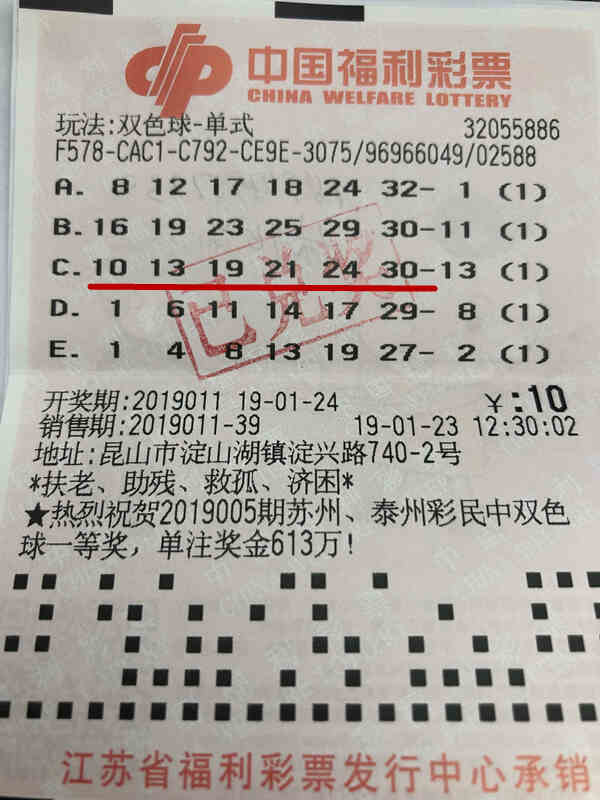 中国福利彩票
CHINA WELFARE LOTTERY
玩法:双色球-单式 32055886
F578-CAC1-C792-CE9E-3075/96966049/02588
A. 8 12 17 18 24 32- 1 (1)
B. 16 19 23 25 29 30-11 (1)
C. 10 13 19 21 24 30-13 (1)
D. 1 6 11 14 17 29- 8 (1)
E. 1 4 8 13 19 27- 2 (1)
已兑奖
开奖期:2019011 19-01-24 ￥:10
销售期:2019011-39 19-01-23 12:30:02
地址:昆山市淀山湖镇淀兴路740-2号
*扶老、助残、救孤、济困*
★热烈祝贺2019005期苏州、泰州彩民中双色
球一等奖，单注奖金613万!
江苏省福利彩票发行中心承销